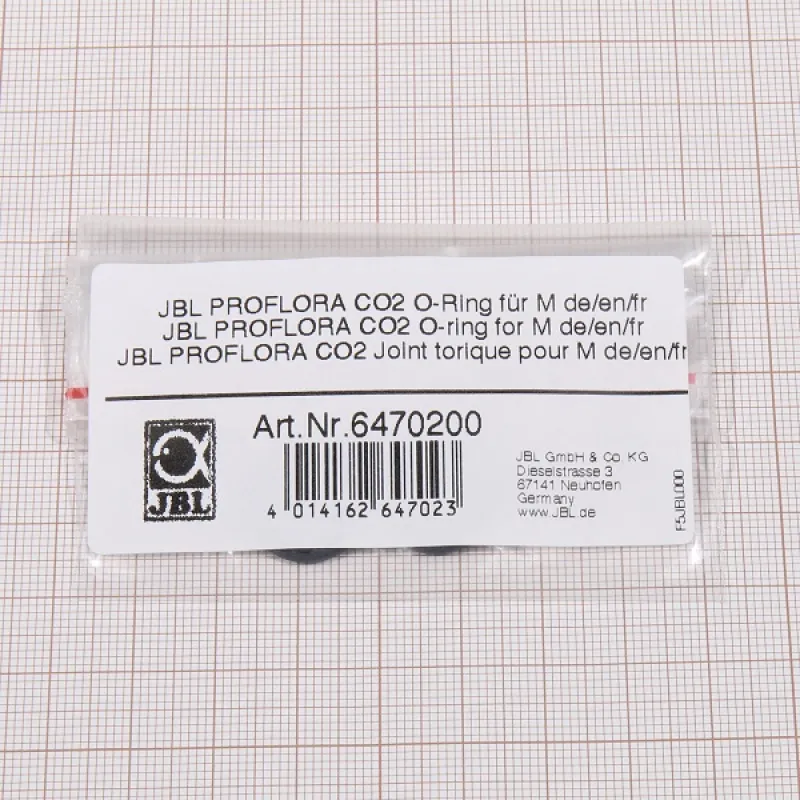 JBL PROFLORA CO2 O-Ring für M de/en/fr
JBL PROFLORA CO2 O-ring for M de/en/fr
JBL PROFLORA CO2 Joint torique pour M de/en/fr
Art.Nr.6470200
JBL
4 014162 647023
JBL GmbH & Co. KG
Dieselstrasse 3
67141 Neuhofen
Germany
www.JBL.de
F5JBL000